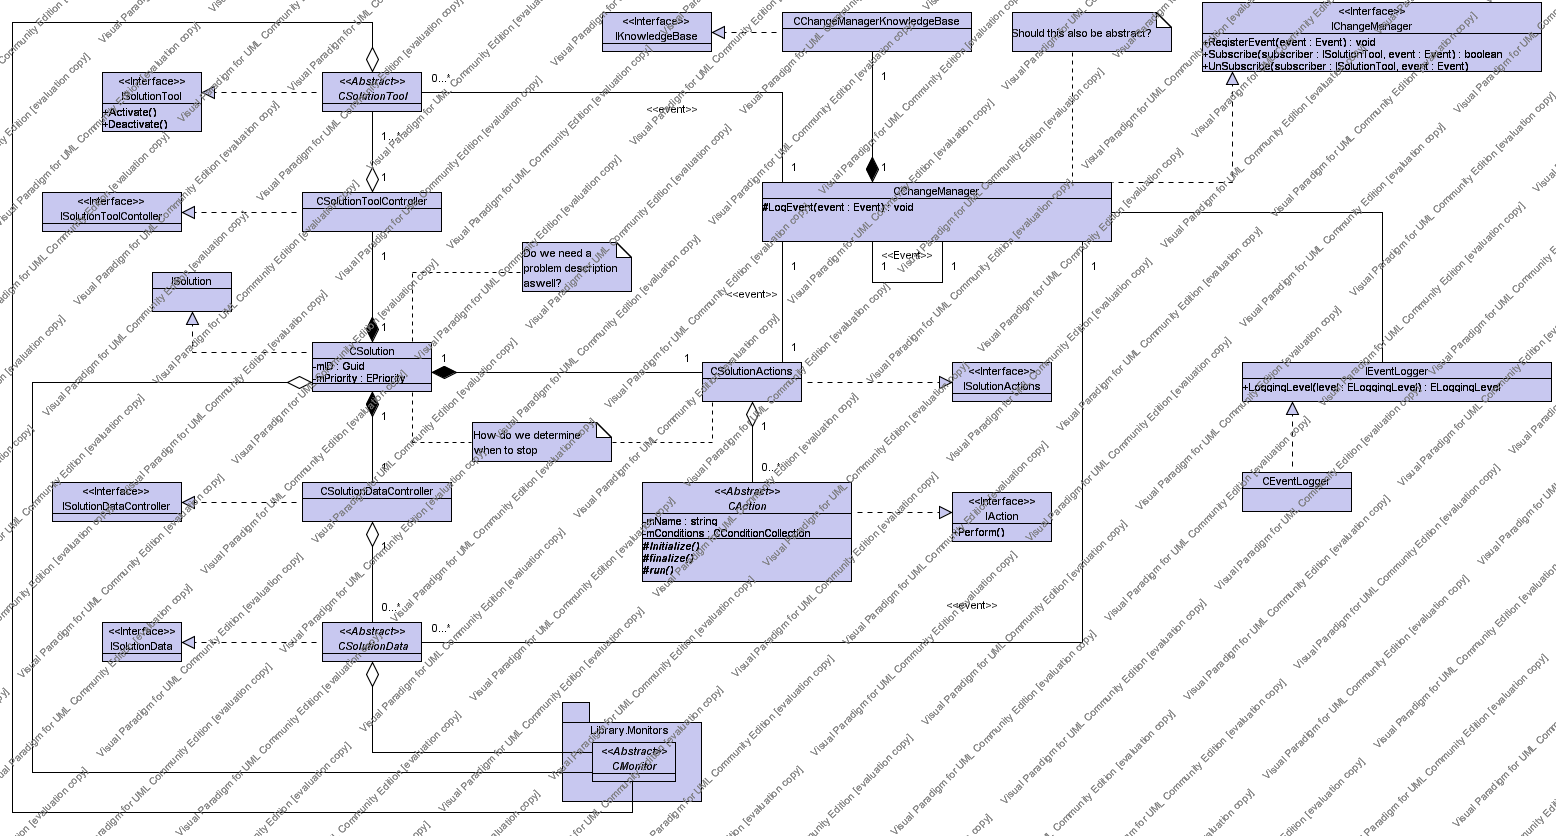 <<Interface>>
IKnowledgeBase
CChangeManagerKnowledgeBase
Should this also be abstract?
<<Interface>>
IChangeManager
+RegisterEvent(event : Event) : void
+Subscribe(subscriber : ISolutionTool, event : Event) : boolean
+UnSubscribe(subscriber : ISolutionTool, event : Event)
<<Interface>>
ISolutionTool
+Activate()
+Deactivate()
<<Abstract>>
CSolutionTool
0...*
<<event>>
1
1...*
1
1
1
<<Interface>>
ISolutionToolConteller
CSolutionToolController
CChangeManager
#LogEvent(event : Event) : void
1
1
<<Event>>
1
1
1
1
<<event>>
Do we need a
problem description
aswell?
ISolution
1
CSolution
-mID : Guid
-mPriority : EPriority
1
1
1
CSolutionActions
<<Interface>>
ISolutionActions
IEventLogger
+LoggingLevel(level : ELoggingLevel) : ELoggingLevel
1
1
0...*
How do we determine
when to stop
1
<<Interface>>
ISolutionDataController
CSolutionDataController
<<Abstract>>
CAction
-mName : string
-mConditions : CConditionCollection
#Initialize()
#finalize()
#run()
<<Interface>>
IAction
+Perform()
CEventLogger
1
0...*
<<event>>
<<Interface>>
ISolutionData
<<Abstract>>
CSolutionData
0...*
Library.Monitors
<<Abstract>>
CMonitor
Visual Paradigm for UML Community Edition [evaluation copy]